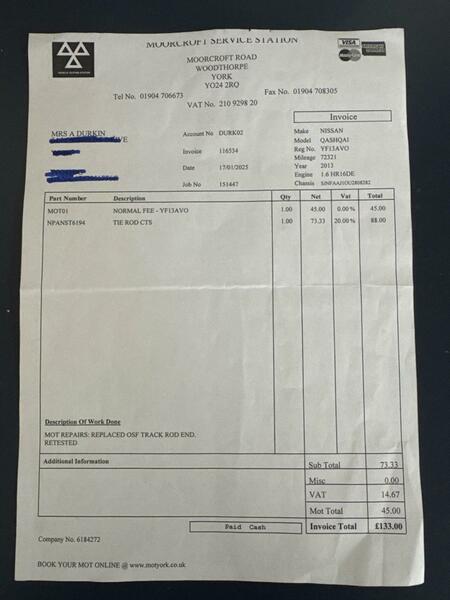 MOORCROFT SERVICE STATION
MOORCROFT ROAD
WOODTHORPE
YORK
YO24 2RQ
Tel No 01904 706673 Fax No 01904 708305
VAT No 210 9298 20
VISA
Invoice
MRS A DURKIN
Account No DURK02
Invoice 116534
Date 17/01/2025
Job No 151447
Make NISSAN
Model QASHQAI
Reg No. YF13AVO
Mileage 72321
Year 2013
Engine 1.6 HR16DE
Chassis
Part Number Description Qty Net Vat Total
MOT01 NORMAL FEE - YF13AVO 1.00 45.00 0.00 % 45.00
NPANST6194 TIE ROD CTS 1.00 73.33 20.00 % 88.00
Description Of Work Done
MOT REPAIRS: REPLACED OSF TRACK ROD END.
RETESTED
Additional Information
Sub Total 73.33
Misc 0.00
VAT 14.67
Mot Total 45.00
Paid Cash
Invoice Total £133.00
Company No. 6184272
BOOK YOUR MOT ONLINE @ www.motyork.co.uk